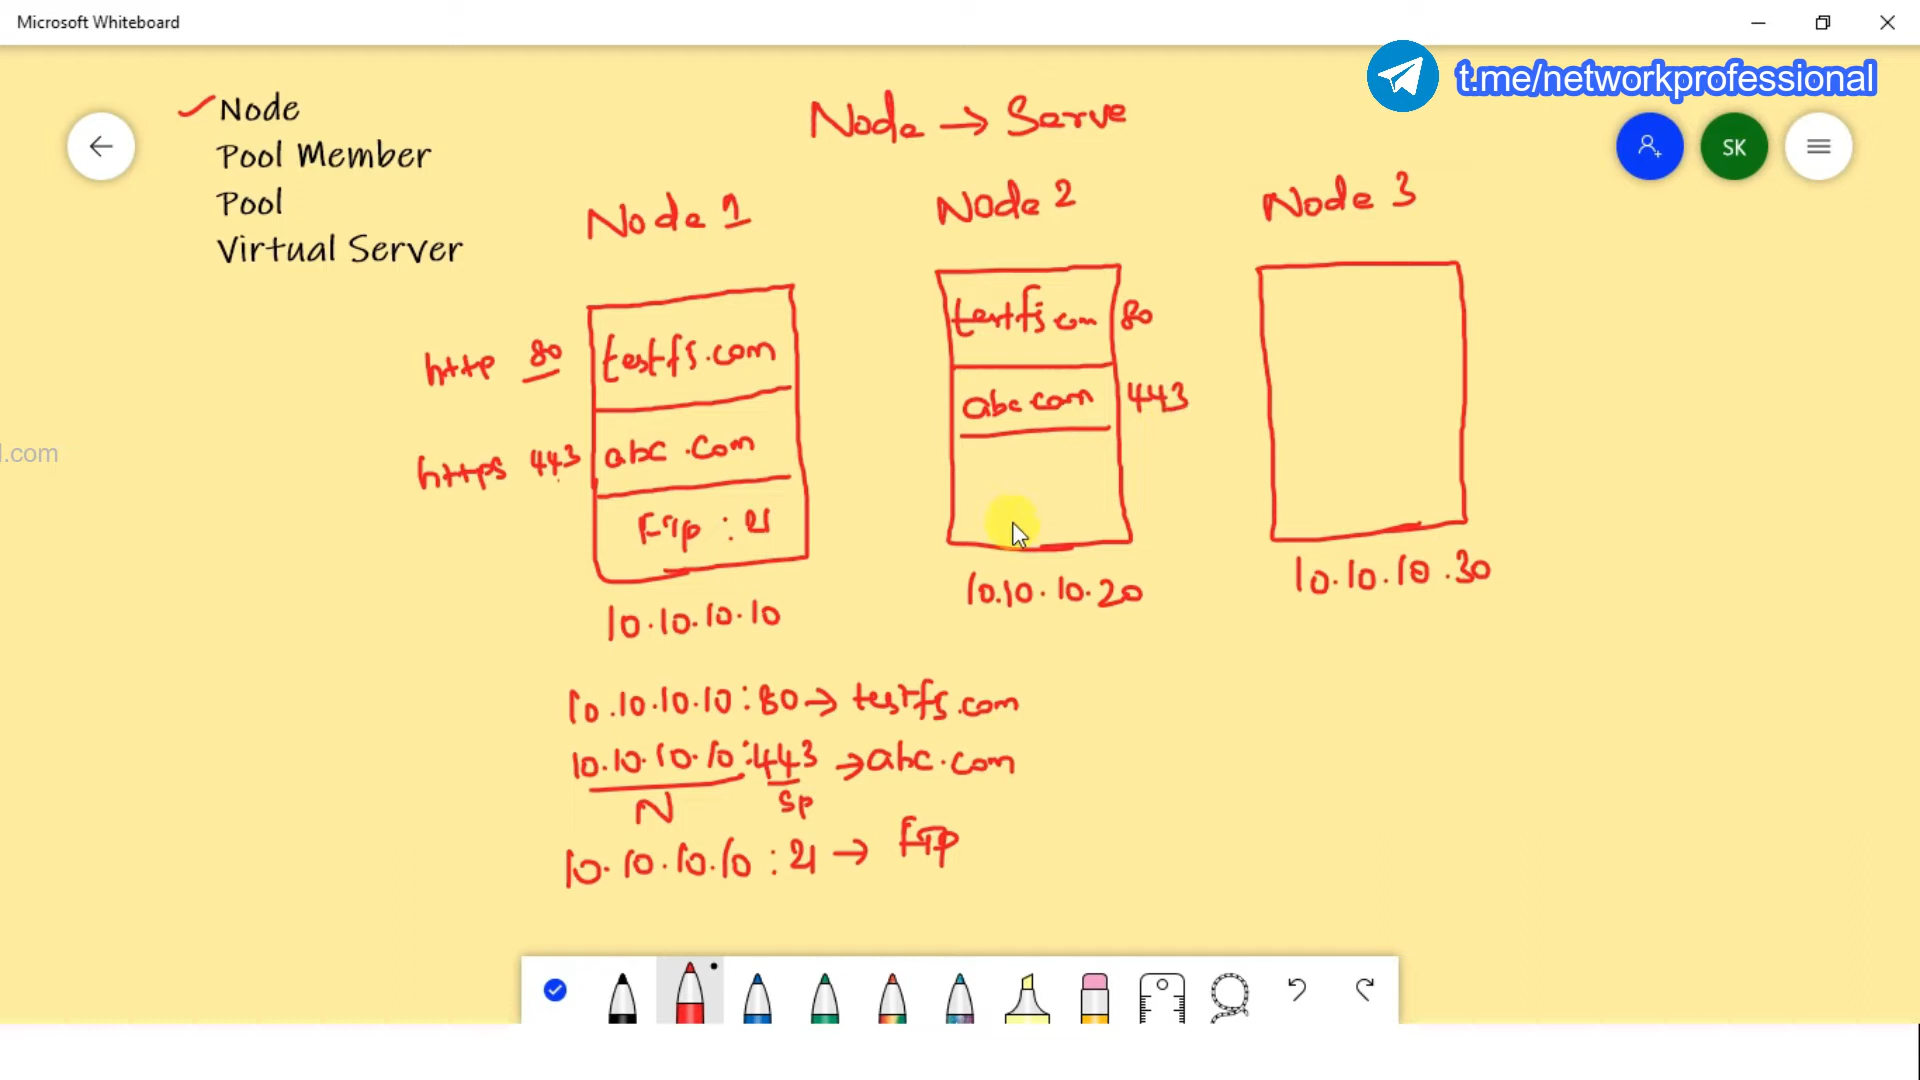 Microsoft Whiteboard
t.me/networkprofessional
Node
Pool Member
Pool
Virtual Server
Node → Serve
SK
Node 1
Node 2
Node 3
http 80
testfs.com
https 443
abc.com
FTP : 21
10.10.10.10
testfs com 80
abc com 443
10.10.10.20
10.10.10.30
l.com
10.10.10.10:80 → testfs.com
10.10.10.10:443 → abc.com
N SP
10.10.10.10 : 21 → FTP